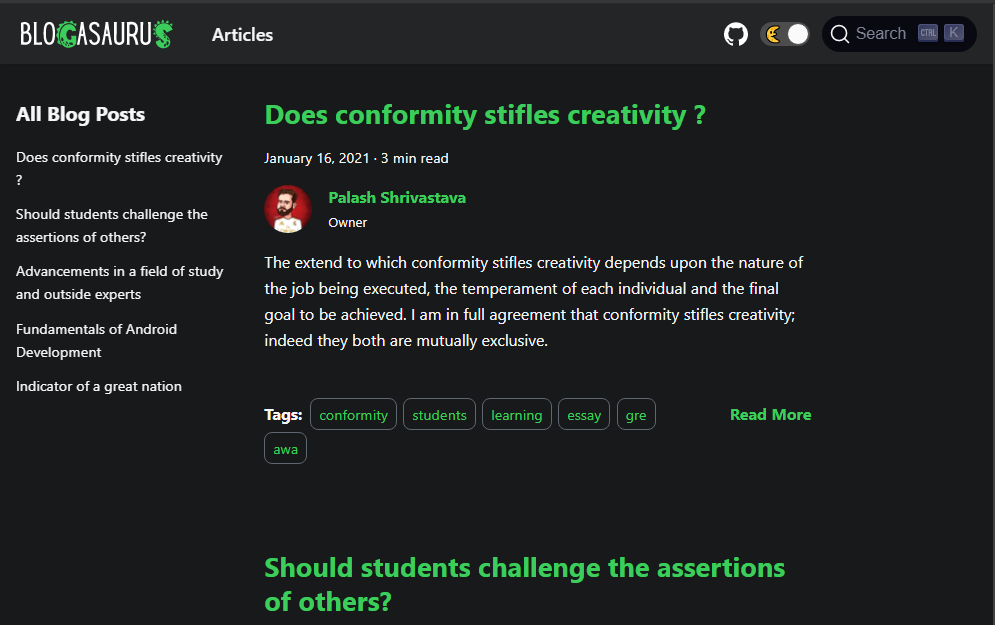 BLOGASAURUS
Articles
Search CTRL K
All Blog Posts
Does conformity stifles creativity
?
Should students challenge the
assertions of others?
Advancements in a field of study
and outside experts
Fundamentals of Android
Development
Indicator of a great nation
Does conformity stifles creativity ?
January 16, 2021 · 3 min read
Palash Shrivastava
Owner
The extend to which conformity stifles creativity depends upon the nature of
the job being executed, the temperament of each individual and the final
goal to be achieved. I am in full agreement that conformity stifles creativity;
indeed they both are mutually exclusive.
Tags: conformity students learning essay gre
awa
Read More
Should students challenge the assertions
of others?